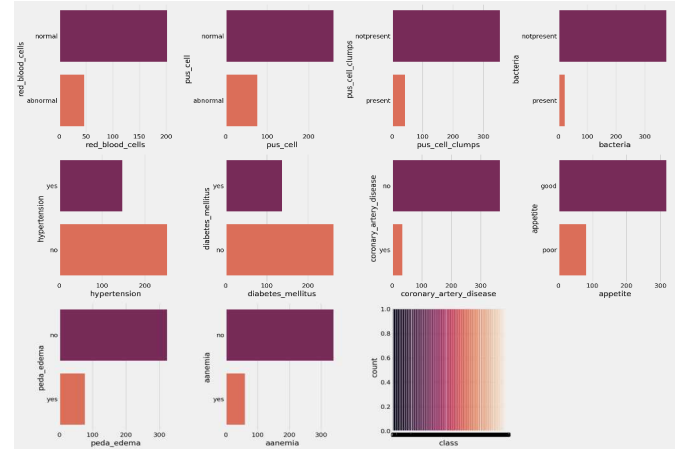 red_blood_cells
normal
abnormal
0 50 100 150 200
red_blood_cells
pus_cell
normal
abnormal
0 100 200
pus_cell
pus_cell_clumps
notpresent
present
0 100 200 300
pus_cell_clumps
bacteria
notpresent
present
0 100 200 300
bacteria
hypertension
yes
no
0 100 200
hypertension
diabetes_mellitus
yes
no
0 100 200
diabetes_mellitus
coronary_artery_disease
no
yes
0 100 200 300
coronary_artery_disease
appetite
good
poor
0 100 200 300
appetite
peda_edema
no
yes
0 100 200 300
peda_edema
aanemia
no
yes
0 100 200 300
aanemia
count
1.0
0.8
0.6
0.4
0.2
0.0
class